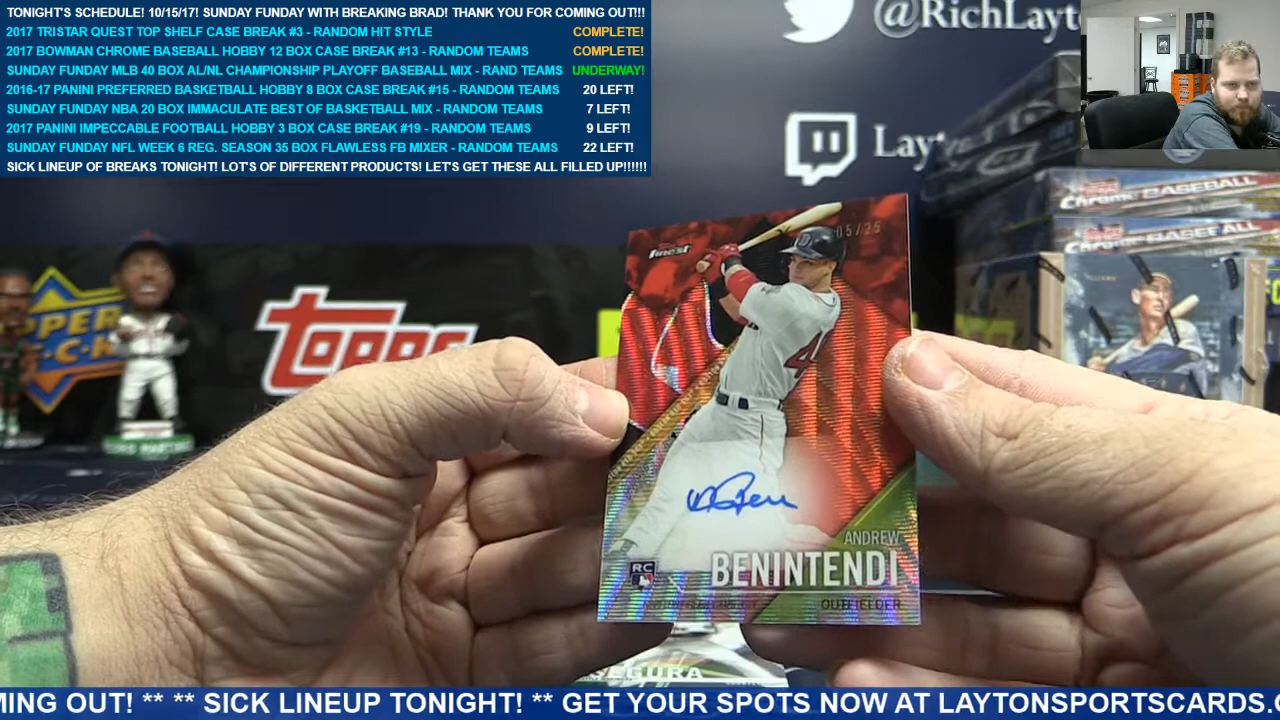 TONIGHT'S SCHEDULE! 10/15/17! SUNDAY FUNDAY WITH BREAKING BRAD! THANK YOU FOR COMING OUT!!!
2017 TRISTAR QUEST TOP SHELF CASE BREAK #3 - RANDOM HIT STYLE COMPLETE!
2017 BOWMAN CHROME BASEBALL HOBBY 12 BOX CASE BREAK #13 - RANDOM TEAMS COMPLETE!
SUNDAY FUNDAY MLB 40 BOX AL/NL CHAMPIONSHIP PLAYOFF BASEBALL MIX - RAND TEAMS UNDERWAY!
2016-17 PANINI PREFERRED BASKETBALL HOBBY 8 BOX CASE BREAK #15 - RANDOM TEAMS 20 LEFT!
SUNDAY FUNDAY NBA 20 BOX IMMACULATE BEST OF BASKETBALL MIX - RANDOM TEAMS 7 LEFT!
2017 PANINI IMPECCABLE FOOTBALL HOBBY 3 BOX CASE BREAK #19 - RANDOM TEAMS 9 LEFT!
SUNDAY FUNDAY NFL WEEK 6 REG. SEASON 35 BOX FLAWLESS FB MIXER - RANDOM TEAMS 22 LEFT!
SICK LINEUP OF BREAKS TONIGHT! LOT'S OF DIFFERENT PRODUCTS! LET'S GET THESE ALL FILLED UP!!!!!!
@RichLayto
Layt
Chrome BASEBALL
Chrome BASEBALL
UPPER
DECK
TOPPS
finest
05/25
4
ANDREW
BENINTENDI
RC
OUTFIELDER
SEGURA
MING OUT! ** ** SICK LINEUP TONIGHT! ** GET YOUR SPOTS NOW AT LAYTONSPORTSCARDS.C